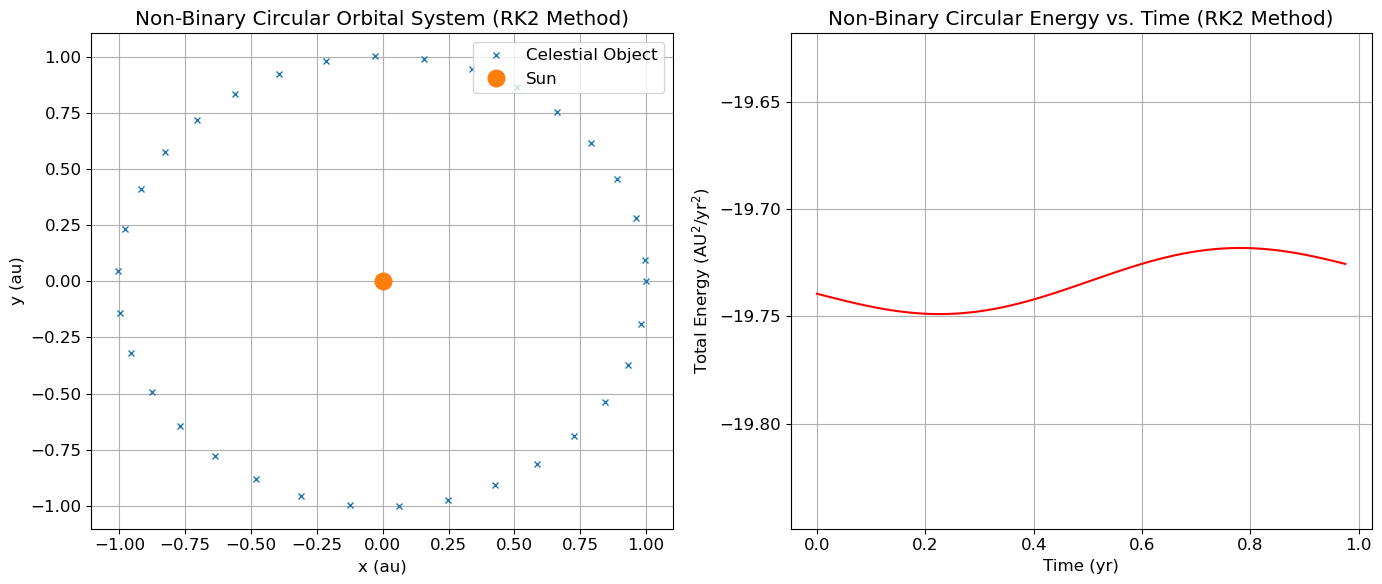 Non-Binary Circular Orbital System (RK2 Method)
1.00
0.75
0.50
0.25
0.00
−0.25
−0.50
−0.75
−1.00
y (au)
Celestial Object
Sun
−1.00 −0.75 −0.50 −0.25 0.00 0.25 0.50 0.75 1.00
x (au)
Non-Binary Circular Energy vs. Time (RK2 Method)
−19.65
−19.70
−19.75
−19.80
Total Energy (AU²/yr²)
0.0 0.2 0.4 0.6 0.8 1.0
Time (yr)